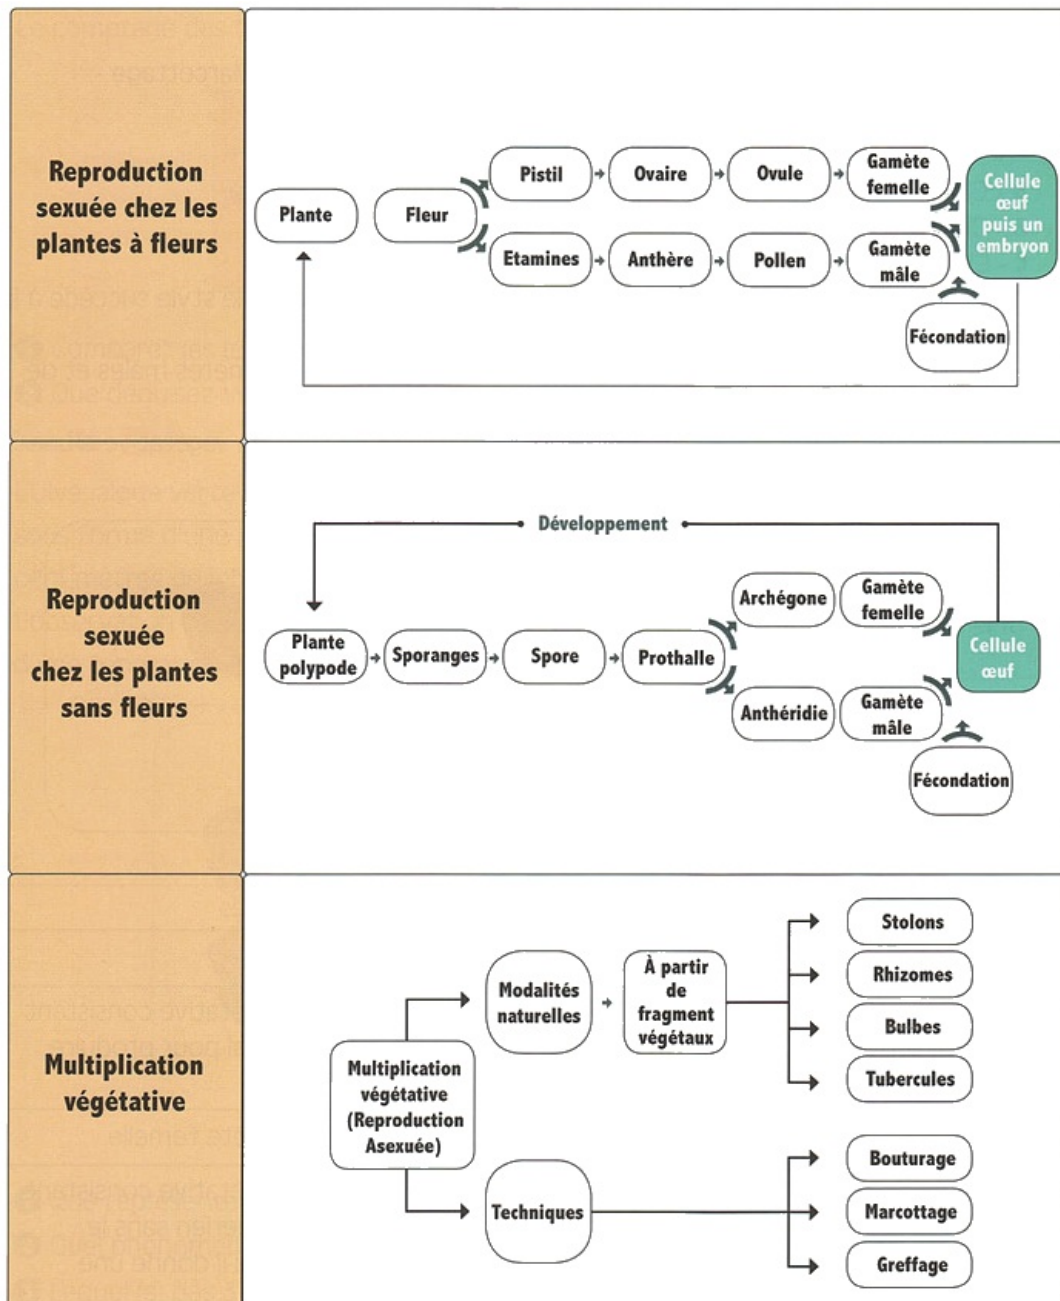 Reproduction
sexuée chez les
plantes à fleurs
Plante
Fleur
Pistil
Ovaire
Ovule
Gamète
femelle
Etamines
Anthère
Pollen
Gamète
mâle
Cellule
œuf
puis un
embryon
Fécondation
Reproduction
sexuée
chez les plantes
sans fleurs
Développement
Plante
polypode
Sporanges
Spore
Prothalle
Archégone
Gamète
femelle
Anthéridie
Gamète
mâle
Cellule
œuf
Fécondation
Multiplication
végétative
Multiplication
végétative
(Reproduction
Asexuée)
Modalités
naturelles
À partir
de
fragment
végétaux
Stolons
Rhizomes
Bulbes
Tubercules
Techniques
Bouturage
Marcottage
Greffage